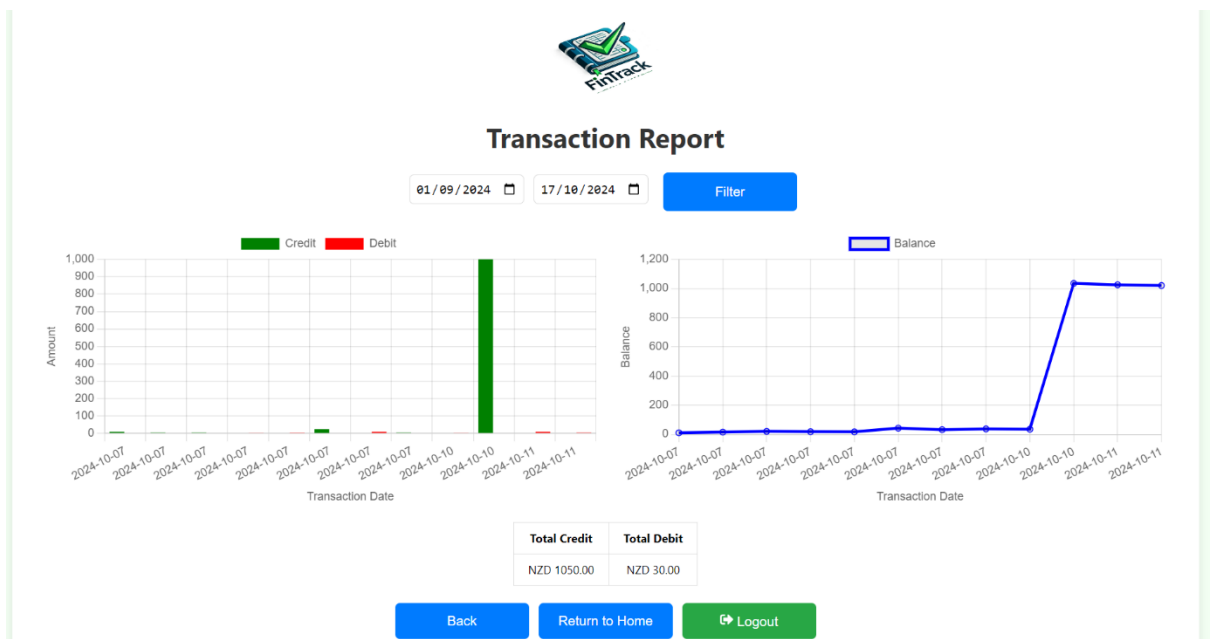 FinTrack
Transaction Report
01/09/2024 17/10/2024 Filter
Credit Debit
1,000
900
800
700
600
500
400
300
200
100
0
Amount
2024-10-07 2024-10-07 2024-10-07 2024-10-07 2024-10-07 2024-10-07 2024-10-07 2024-10-07 2024-10-10 2024-10-10 2024-10-11 2024-10-11
Transaction Date
Balance
1,200
1,000
800
600
400
200
0
Balance
2024-10-07 2024-10-07 2024-10-07 2024-10-07 2024-10-07 2024-10-07 2024-10-07 2024-10-07 2024-10-10 2024-10-10 2024-10-11 2024-10-11
Transaction Date
Total Credit Total Debit
NZD 1050.00 NZD 30.00
Back Return to Home Logout